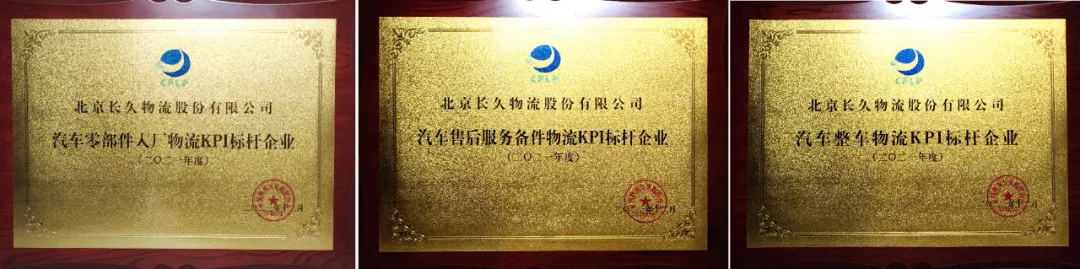 CFLP
北京长久物流股份有限公司
汽车零部件入厂物流KPI标杆企业
(二〇二一年度)
CFLP
北京长久物流股份有限公司
汽车售后服务备件物流KPI标杆企业
(二〇二一年度)
CFLP
北京长久物流股份有限公司
汽车整车物流KPI标杆企业
(二〇二一年度)